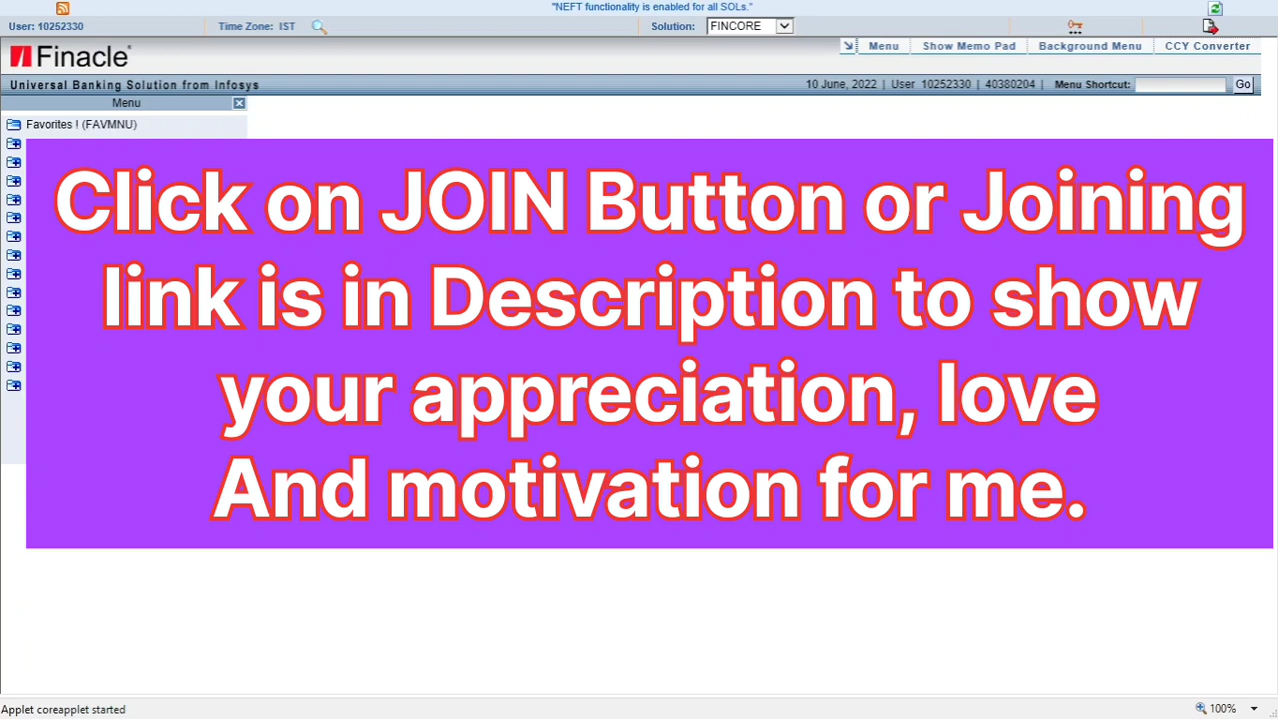 "NEFT functionality is enabled for all SOLs."
User: 10252330 Time Zone: IST Solution: FINCORE
Finacle
Menu Show Memo Pad Background Menu CCY Converter
Universal Banking Solution from Infosys 10 June, 2022 | User 10252330 | 40380204 | Menu Shortcut: Go
Menu
Favorites ! (FAVMNU)
Click on JOIN Button or Joining
link is in Description to show
your appreciation, love
And motivation for me.
Applet coreapplet started 100%